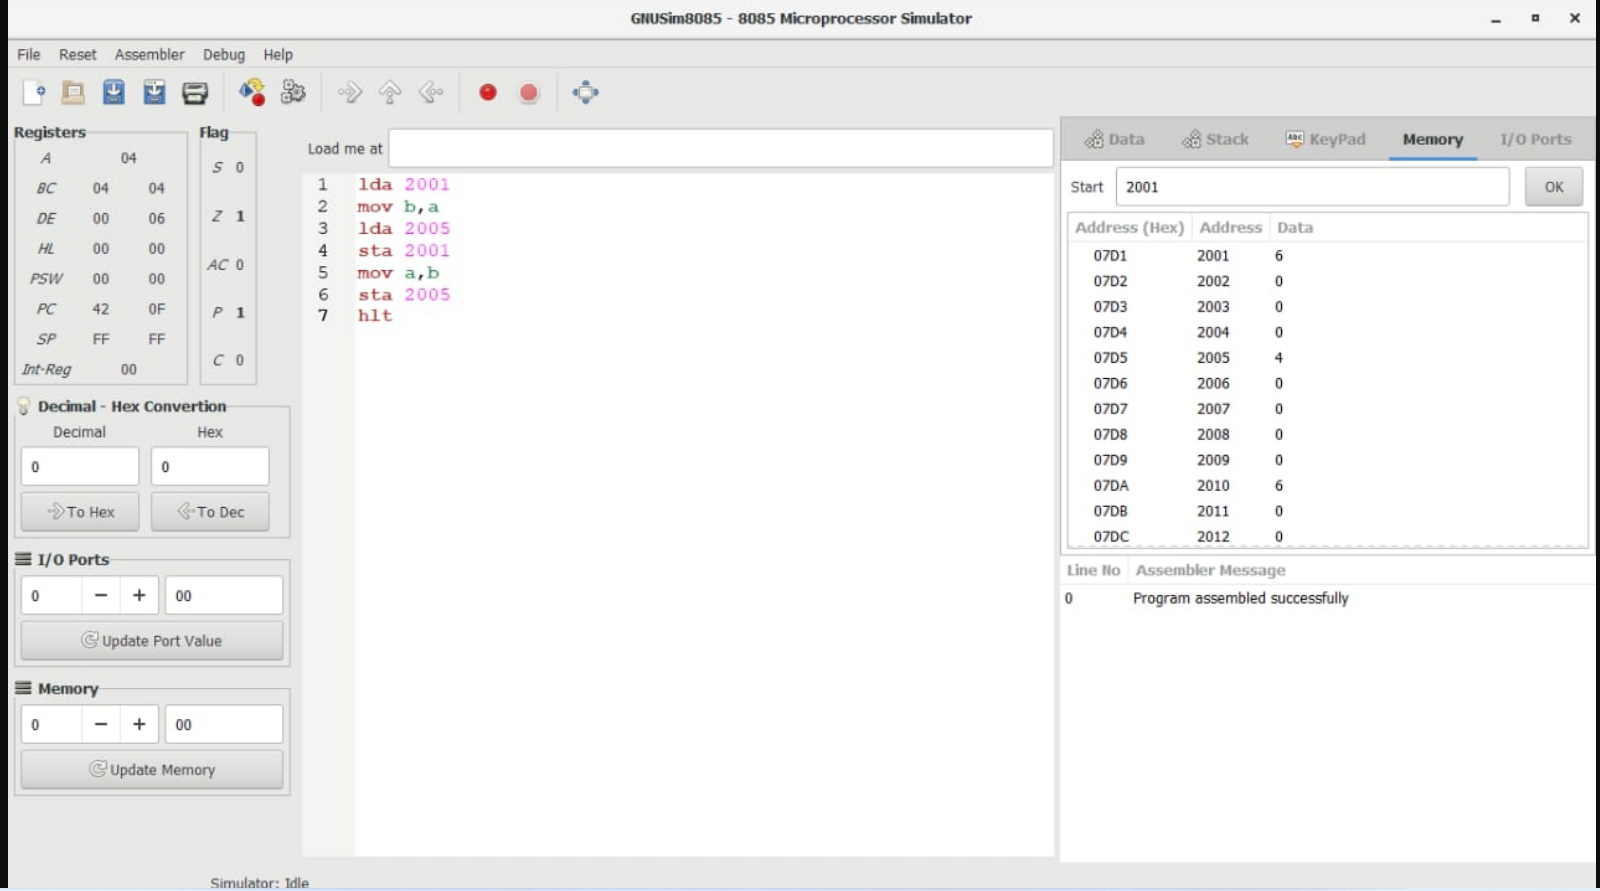 GNUSim8085 - 8085 Microprocessor Simulator
File Reset Assembler Debug Help
Registers
A 04
BC 04 04
DE 00 06
HL 00 00
PSW 00 00
PC 42 0F
SP FF FF
Int-Reg 00
Flag
S 0
Z 1
AC 0
P 1
C 0
Decimal - Hex Convertion
Decimal Hex
0 0
To Hex To Dec
I/O Ports
0 − + 00
Update Port Value
Memory
0 − + 00
Update Memory
Load me at
1 lda 2001
2 mov b,a
3 lda 2005
4 sta 2001
5 mov a,b
6 sta 2005
7 hlt
Data Stack Abc KeyPad Memory I/O Ports
Start 2001 OK
Address (Hex) Address Data
07D1 2001 6
07D2 2002 0
07D3 2003 0
07D4 2004 0
07D5 2005 4
07D6 2006 0
07D7 2007 0
07D8 2008 0
07D9 2009 0
07DA 2010 6
07DB 2011 0
07DC 2012 0
Line No Assembler Message
0 Program assembled successfully
Simulator: Idle